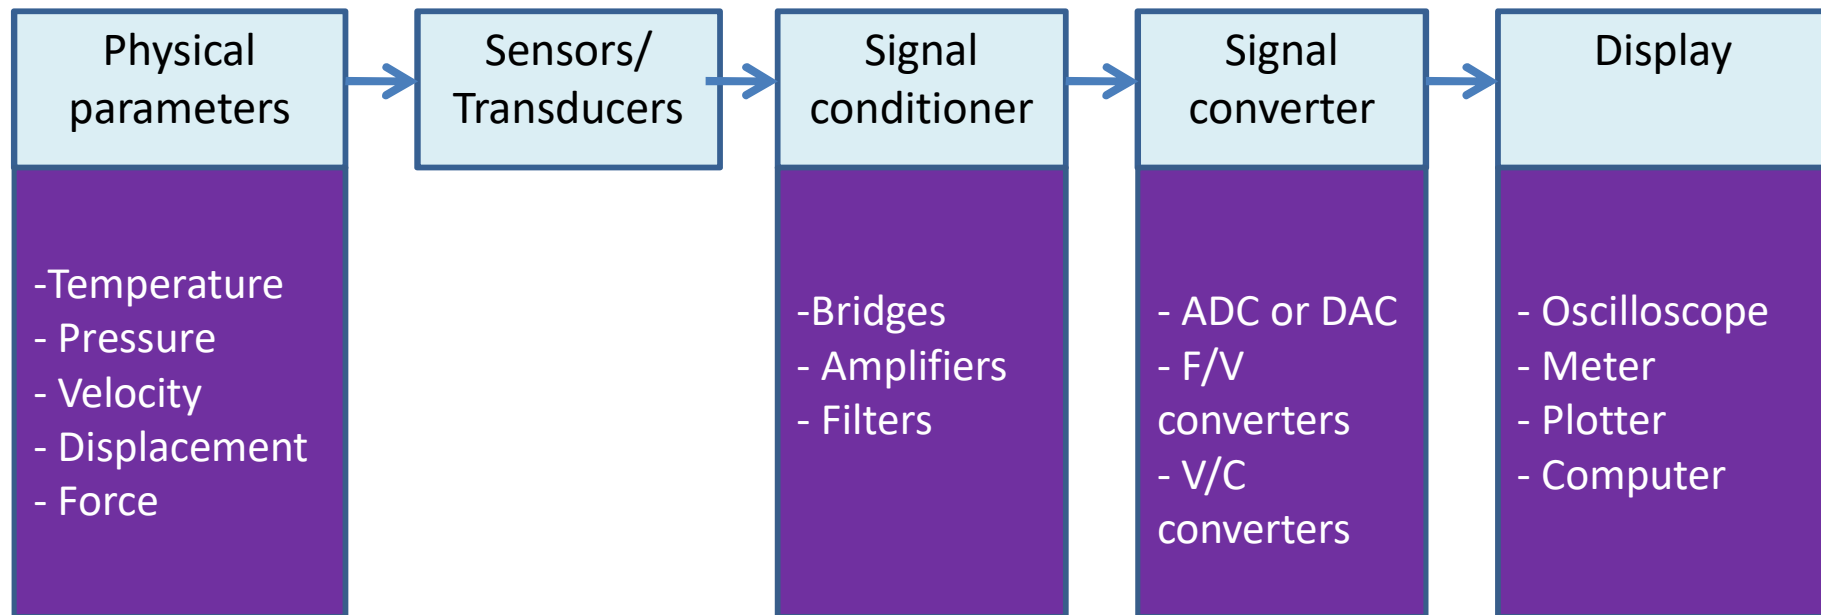 Physical
parameters
Sensors/
Transducers
Signal
conditioner
Signal
converter
Display
-Temperature
- Pressure
- Velocity
- Displacement
- Force
-Bridges
- Amplifiers
- Filters
- ADC or DAC
- F/V
converters
- V/C
converters
- Oscilloscope
- Meter
- Plotter
- Computer